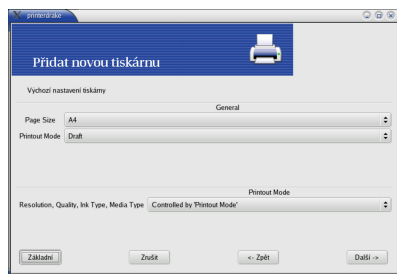 printerdrake
Přidat novou tiskárnu
Výchozí nastavení tiskárny
General
Page Size A4
Printout Mode Draft
Printout Mode
Resolution, Quality, Ink Type, Media Type Controlled by 'Printout Mode'
Základní Zrušit <- Zpět Další ->